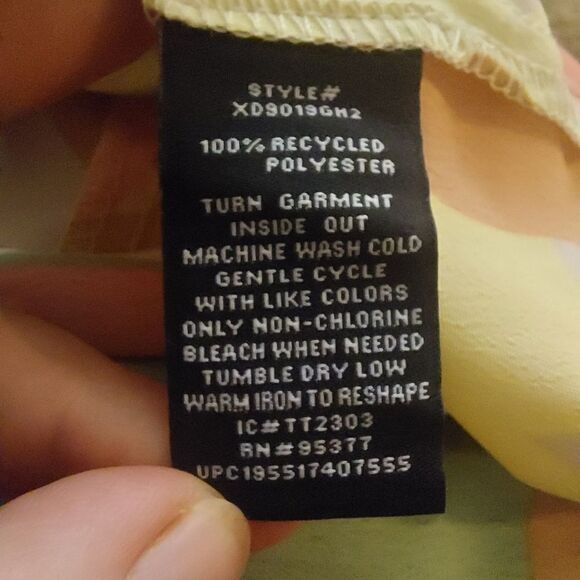 STYLE#
XD9019GH2
100% RECYCLED
POLYESTER
TURN GARMENT
INSIDE OUT
MACHINE WASH COLD
GENTLE CYCLE
WITH LIKE COLORS
ONLY NON-CHLORINE
BLEACH WHEN NEEDED
TUMBLE DRY LOW
WARM IRON TO RESHAPE
IC#TT2303
RN#95377
UPC195517407555